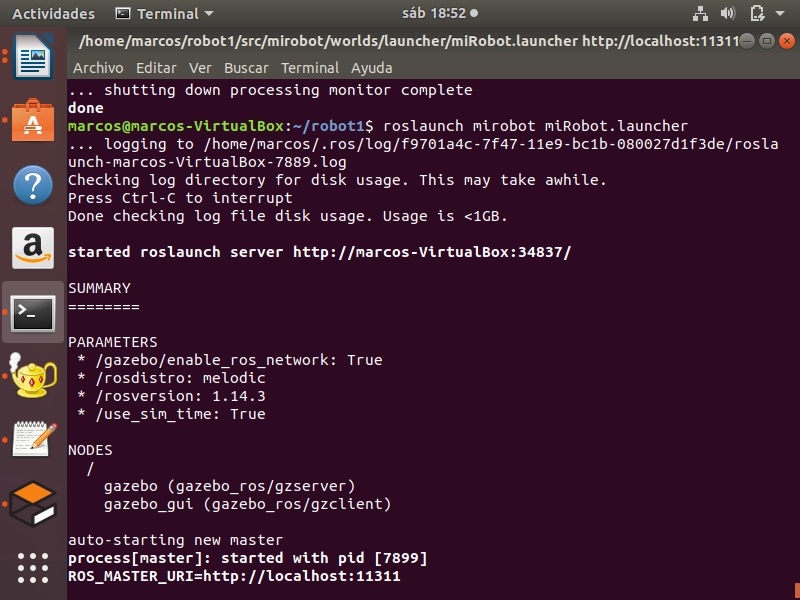 Actividades
Terminal
sáb 18:52
/home/marcos/robot1/src/mirobot/worlds/launcher/miRobot.launcher http://localhost:11311
Archivo Editar Ver Buscar Terminal Ayuda
... shutting down processing monitor complete
done
marcos@marcos-VirtualBox:~/robot1$ roslaunch mirobot miRobot.launcher
... logging to /home/marcos/.ros/log/f9701a4c-7f47-11e9-bc1b-080027d1f3de/rosla
unch-marcos-VirtualBox-7889.log
Checking log directory for disk usage. This may take awhile.
Press Ctrl-C to interrupt
Done checking log file disk usage. Usage is <1GB.
started roslaunch server http://marcos-VirtualBox:34837/
SUMMARY
========
PARAMETERS
* /gazebo/enable_ros_network: True
* /rosdistro: melodic
* /rosversion: 1.14.3
* /use_sim_time: True
NODES
/
gazebo (gazebo_ros/gzserver)
gazebo_gui (gazebo_ros/gzclient)
auto-starting new master
process[master]: started with pid [7899]
ROS_MASTER_URI=http://localhost:11311